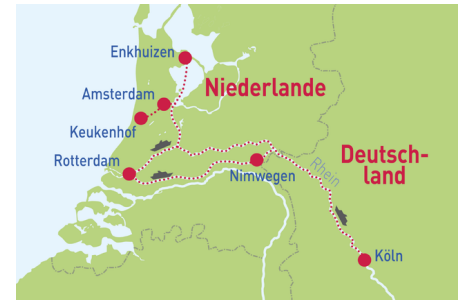 Enkhuizen
Amsterdam
Niederlande
Keukenhof
Rotterdam
Nimwegen
Rhein
Deutsch-
land
Köln